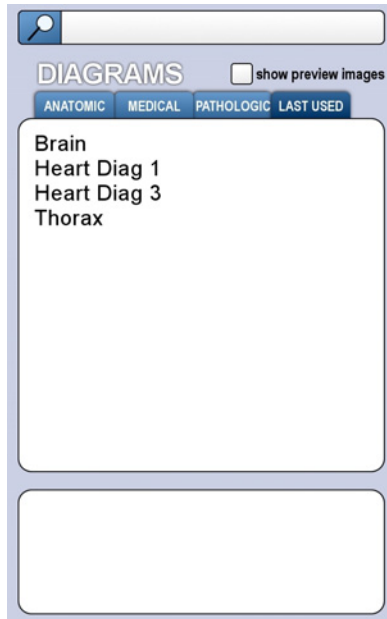 DIAGRAMS
show preview images
ANATOMIC MEDICAL PATHOLOGIC LAST USED
Brain
Heart Diag 1
Heart Diag 3
Thorax